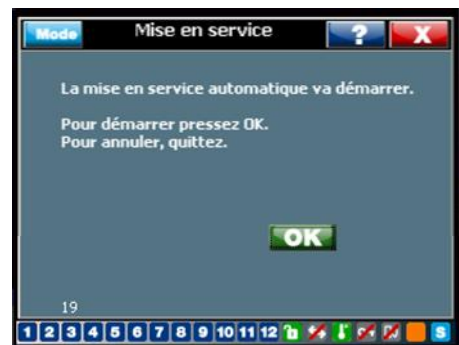 Mode Mise en service ? X
La mise en service automatique va démarrer.
Pour démarrer pressez OK.
Pour annuler, quittez.
OK
19
1 2 3 4 5 6 7 8 9 10 11 12 S